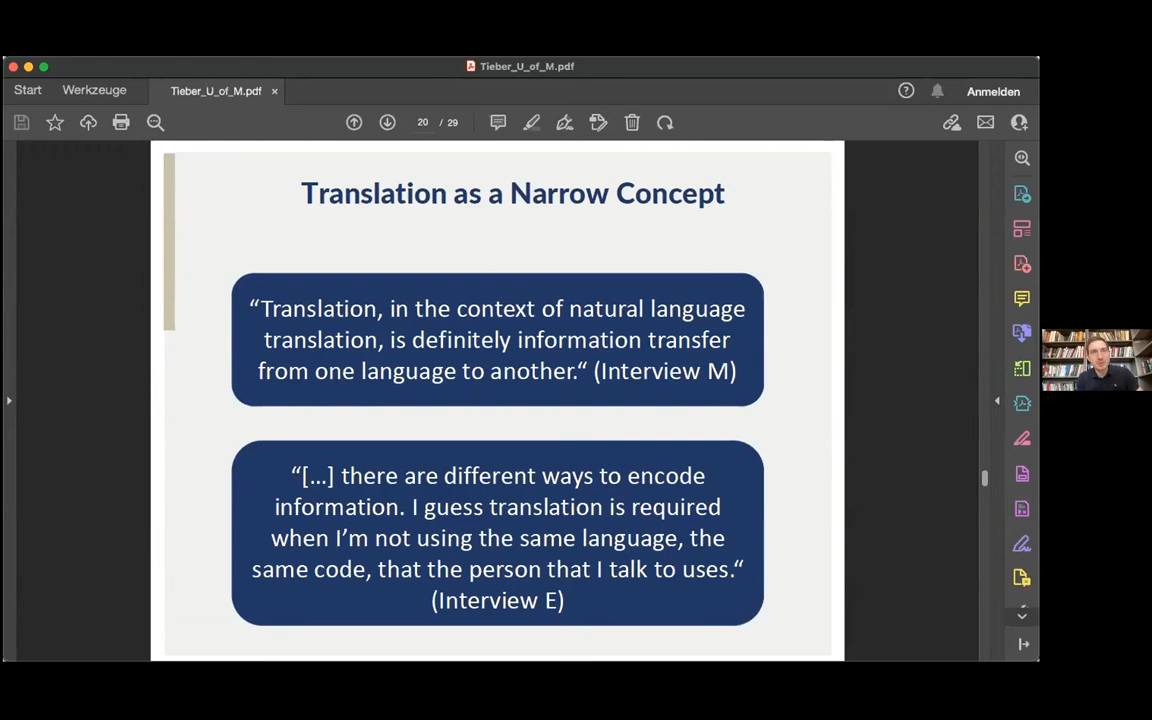 Tieber_U_of_M.pdf
Start
Werkzeuge
Tieber_U_of_M.pdf ×
Anmelden
20 / 29
Translation as a Narrow Concept
“Translation, in the context of natural language
translation, is definitely information transfer
from one language to another.“ (Interview M)
“[…] there are different ways to encode
information. I guess translation is required
when I’m not using the same language, the
same code, that the person that I talk to uses.“
(Interview E)